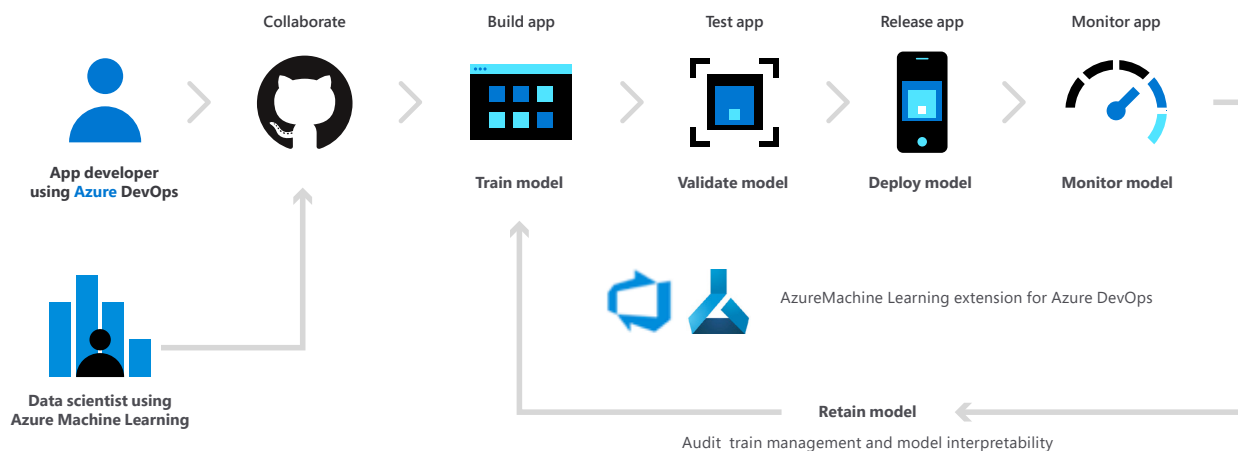 Collaborate
Build app
Test app
Release app
Monitor app
App developer
using Azure DevOps
Train model
Validate model
Deploy model
Monitor model
AzureMachine Learning extension for Azure DevOps
Data scientist using
Azure Machine Learning
Retain model
Audit train management and model interpretability